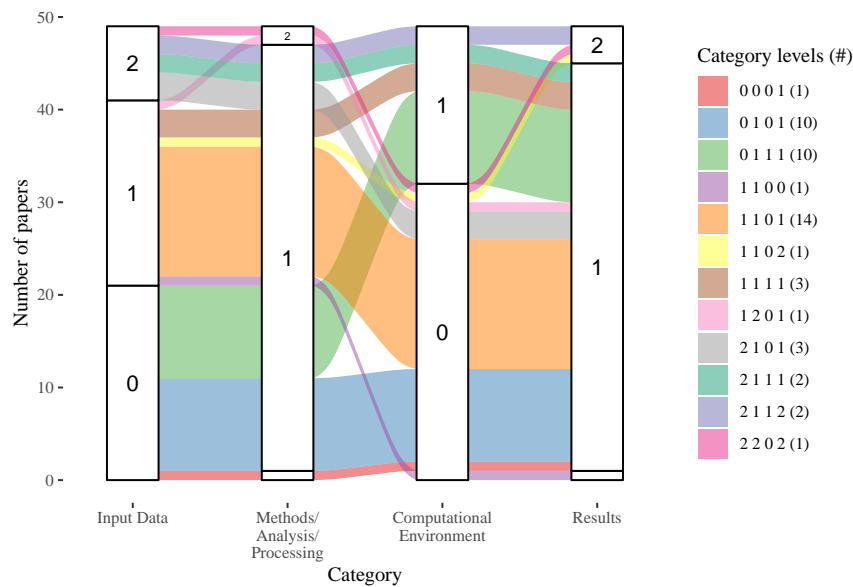 50
40
30
20
10
0
Number of papers
2
1
0
2
1
1
0
2
1
Input Data
Methods/
Analysis/
Processing
Computational
Environment
Results
Category
Category levels (#)
0 0 0 1 (1)
0 1 0 1 (10)
0 1 1 1 (10)
1 1 0 0 (1)
1 1 0 1 (14)
1 1 0 2 (1)
1 1 1 1 (3)
1 2 0 1 (1)
2 1 0 1 (3)
2 1 1 1 (2)
2 1 1 2 (2)
2 2 0 2 (1)